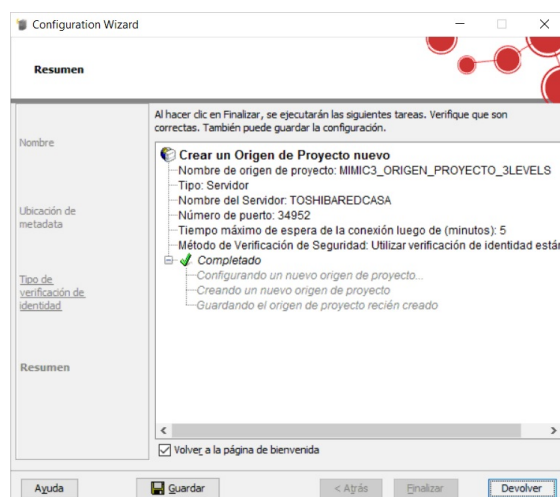 Configuration Wizard
Resumen
Nombre
Ubicación de
metadata
Tipo de
verificación de
identidad
Resumen
Al hacer clic en Finalizar, se ejecutarán las siguientes tareas. Verifique que son
correctas. También puede guardar la configuración.
Crear un Origen de Proyecto nuevo
Nombre de origen de proyecto: MIMIC3_ORIGEN_PROYECTO_3LEVELS
Tipo: Servidor
Nombre del Servidor: TOSHIBAREDCASA
Número de puerto: 34952
Tiempo máximo de espera de la conexión luego de (minutos): 5
Método de Verificación de Seguridad: Utilizar verificación de identidad están
Completado
Configurando un nuevo origen de proyecto...
Creando un nuevo origen de proyecto
Guardando el origen de proyecto recién creado
Volver a la página de bienvenida
Ayuda
Guardar
< Atrás
Finalizar
Devolver